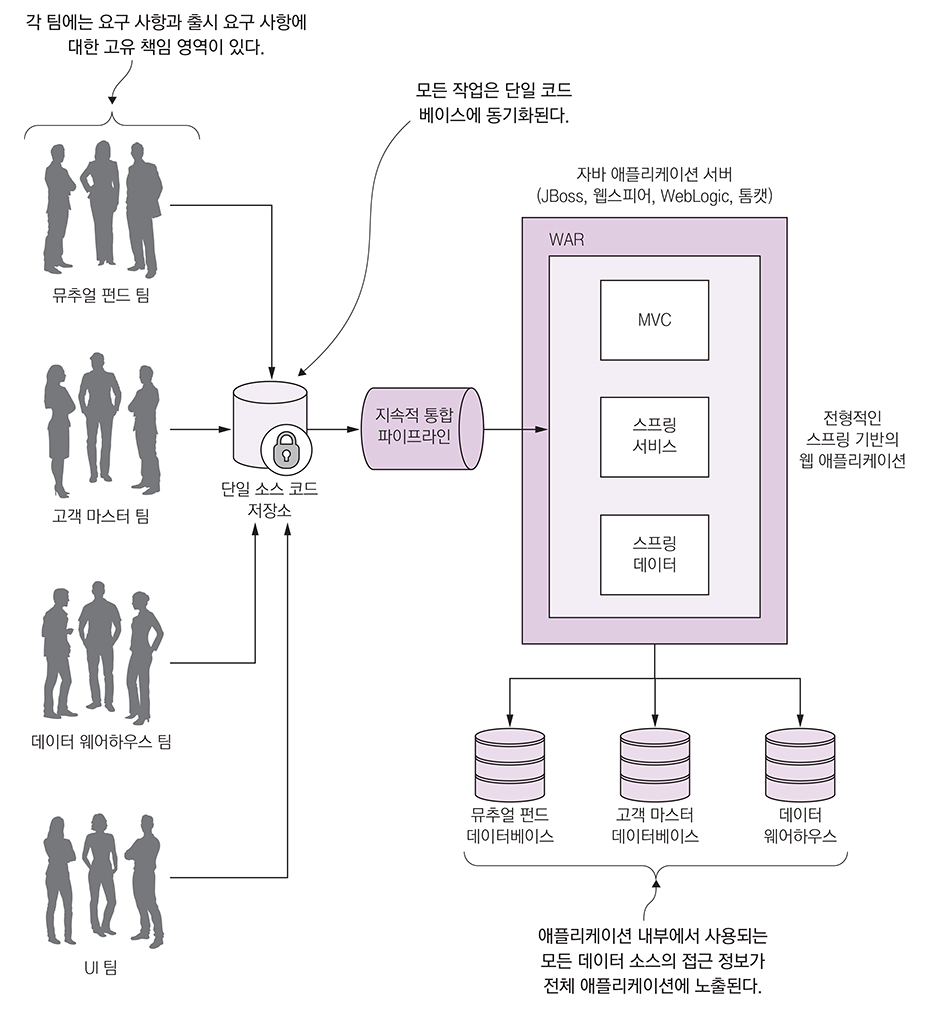 각 팀에는 요구 사항과 출시 요구 사항에
대한 고유 책임 영역이 있다.
모든 작업은 단일 코드
베이스에 동기화된다.
자바 애플리케이션 서버
(JBoss, 웹스피어, WebLogic, 톰캣)
WAR
MVC
뮤추얼 펀드 팀
지속적 통합
파이프라인
스프링
서비스
전형적인
스프링 기반의
웹 애플리케이션
단일 소스 코드
저장소
고객 마스터 팀
스프링
데이터
데이터 웨어하우스 팀
뮤추얼 펀드
데이터베이스
고객 마스터
데이터베이스
데이터
웨어하우스
UI 팀
애플리케이션 내부에서 사용되는
모든 데이터 소스의 접근 정보가
전체 애플리케이션에 노출된다.